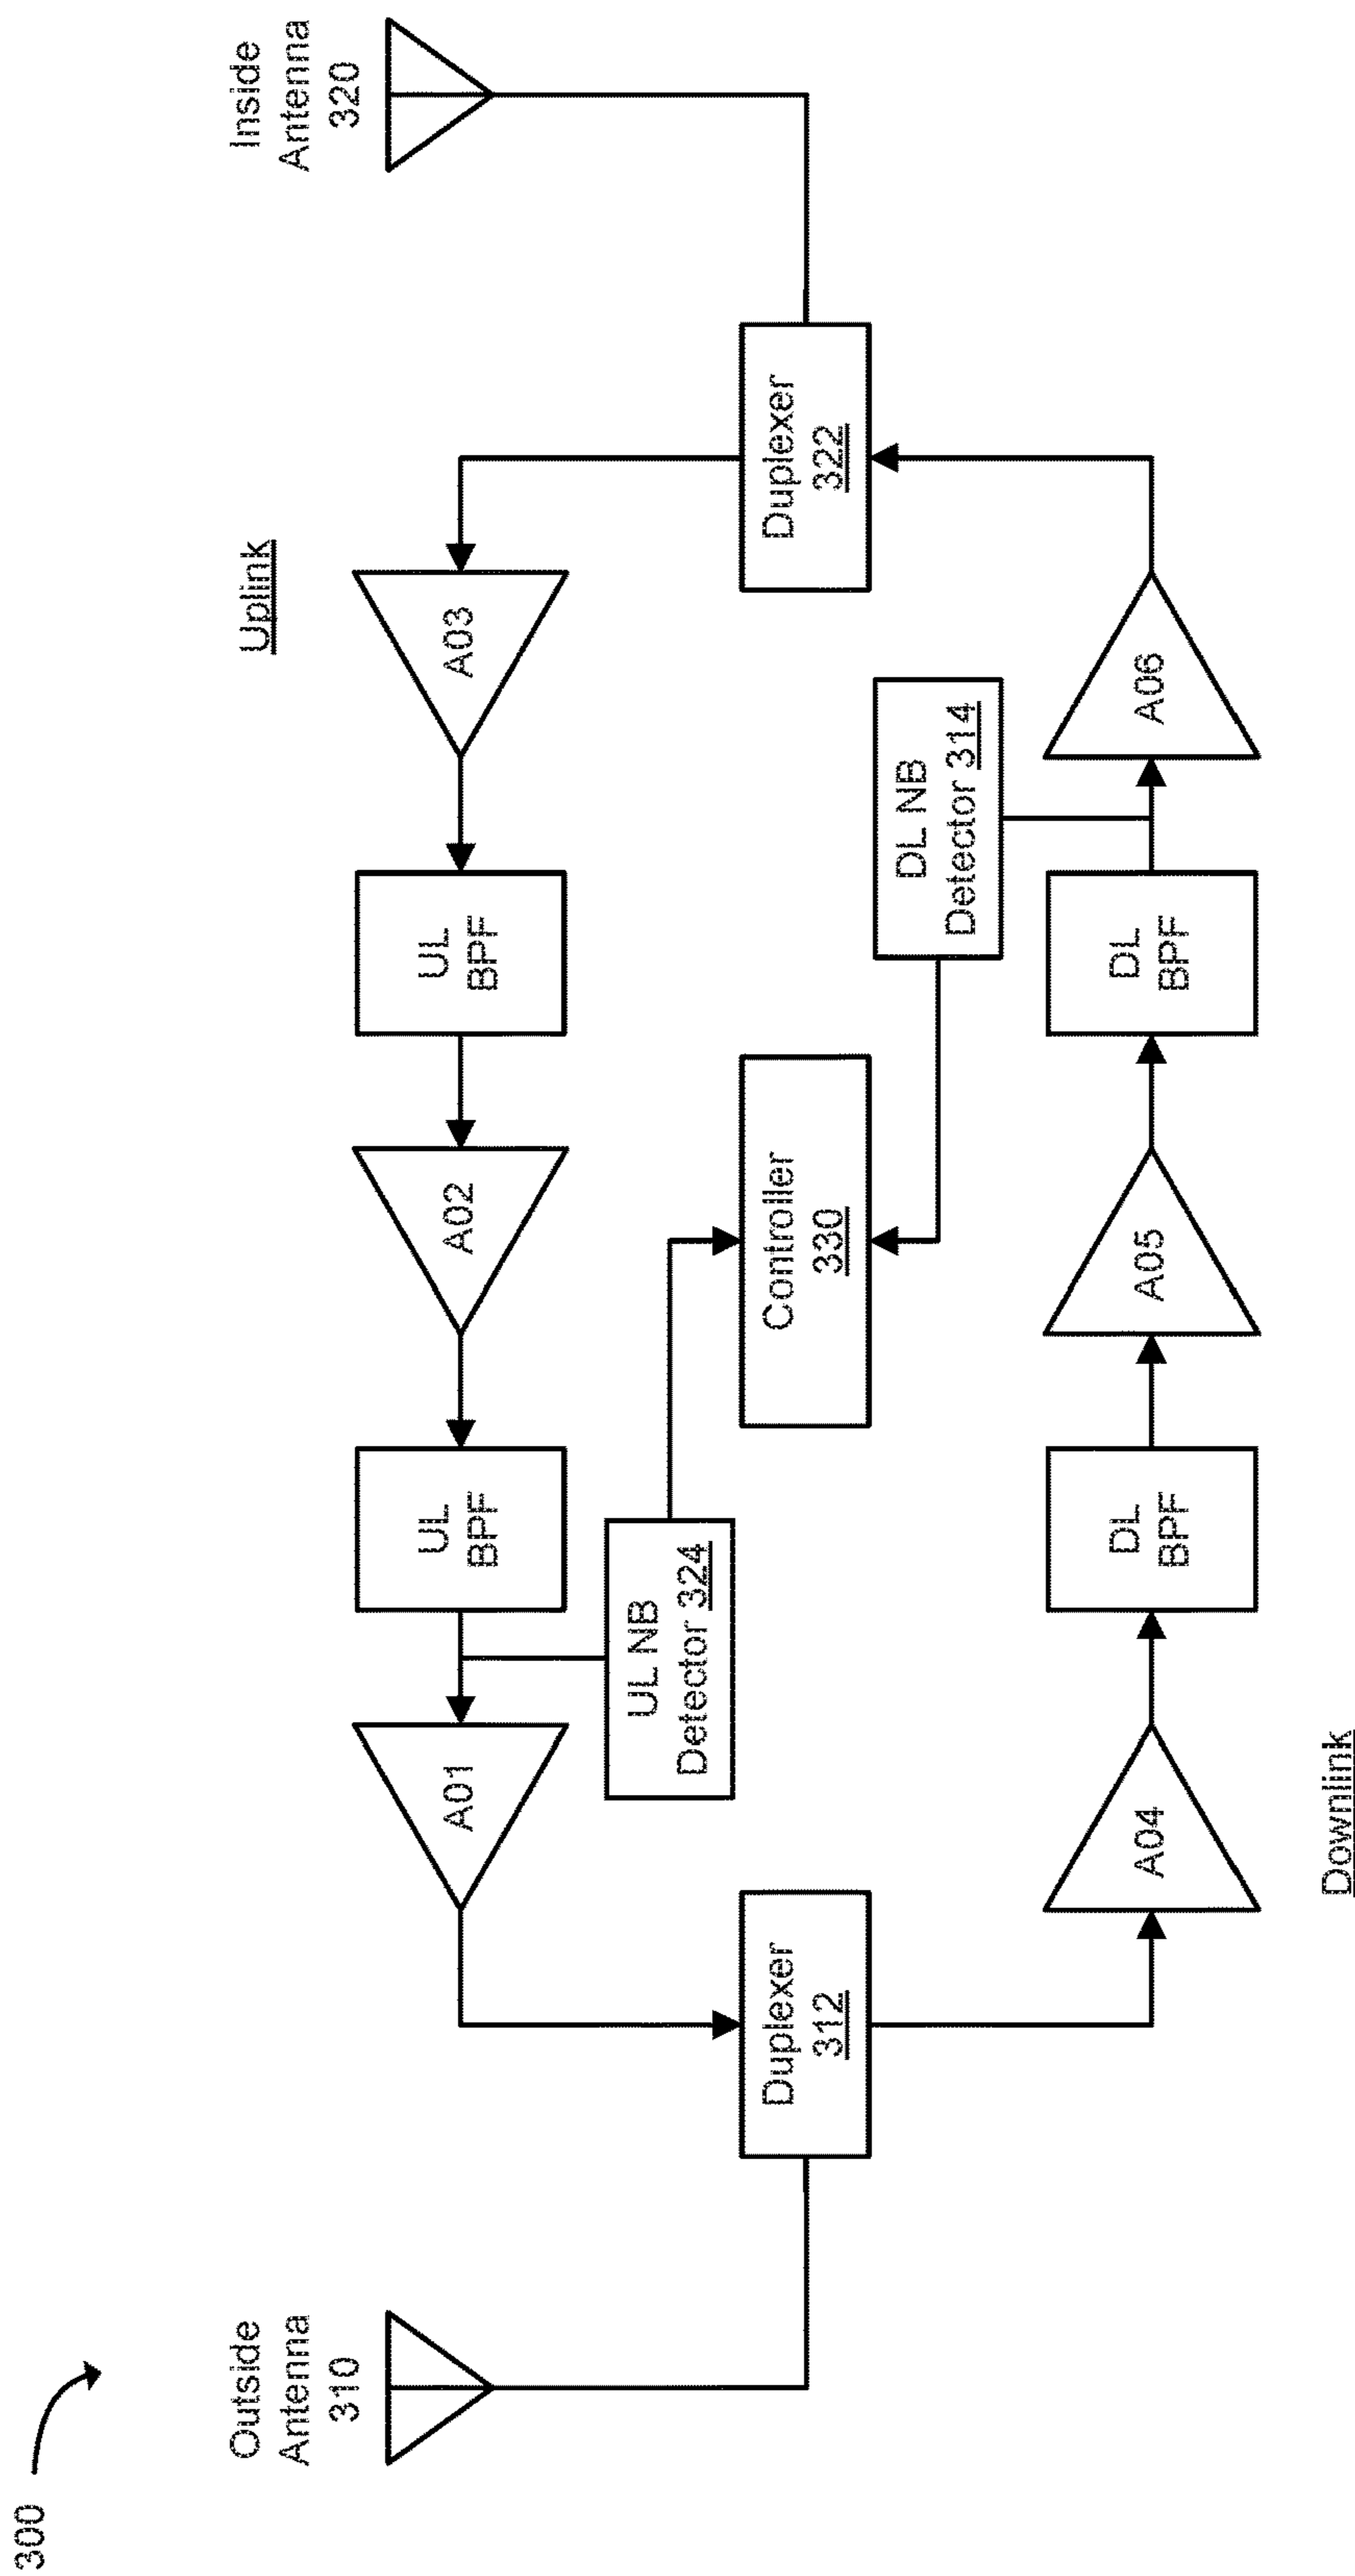 300
Outside
Antenna
310
Inside
Antenna
320
Uplink
A01
UL
BPF
A02
UL
BPF
A03
UL NB
Detector 324
Duplexer
312
Controller
330
Duplexer
322
DL NB
Detector 314
A04
DL
BPF
A05
DL
BPF
A06
Downlink